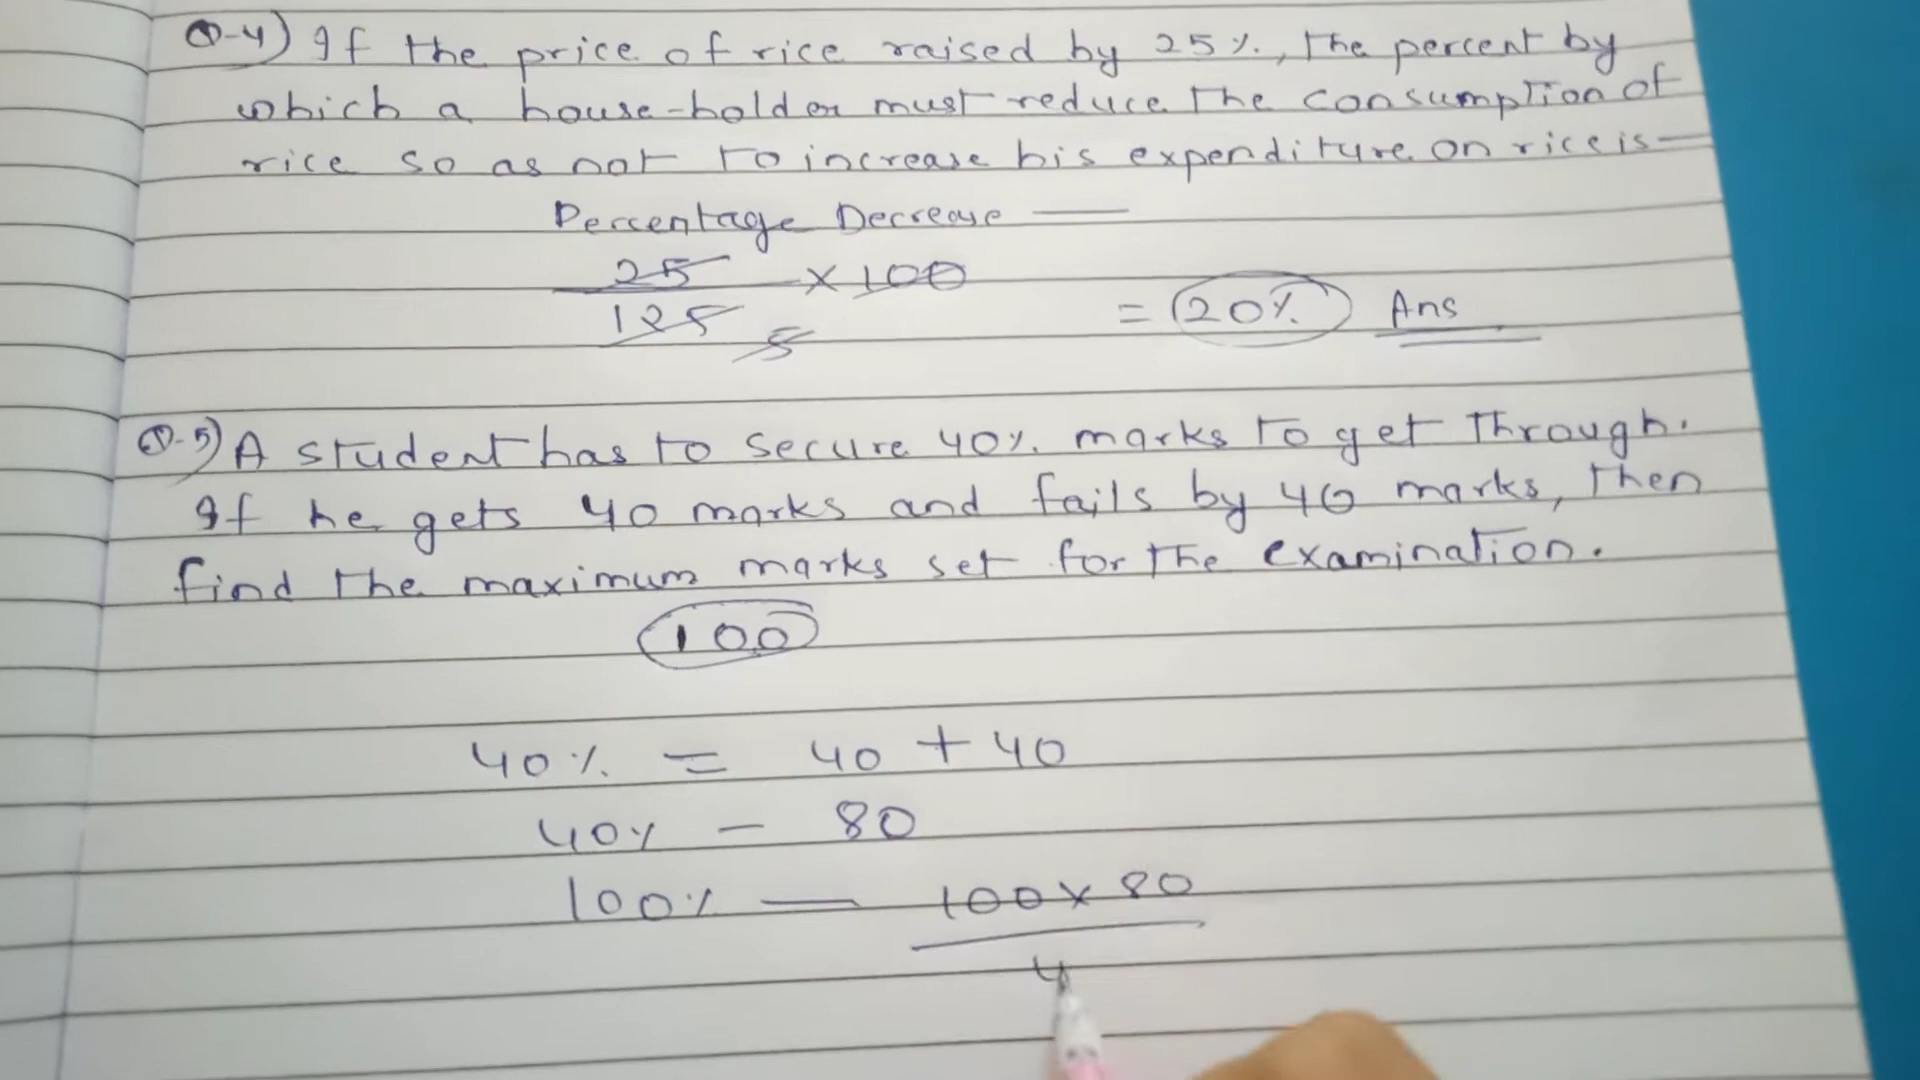 Q-4) If the price of rice raised by 25%, the percent by
which a house-holder must reduce the consumption of
rice so as not to increase his expenditure on rice is —
Percentage Decrease —
25 × 100
125
5
= 20% Ans
Q-5) A student has to secure 40% marks to get through.
If he gets 40 marks and fails by 40 marks, then
find the maximum marks set for the examination.
100
40% = 40 + 40
40% - 80
100% — 100 × 80
4